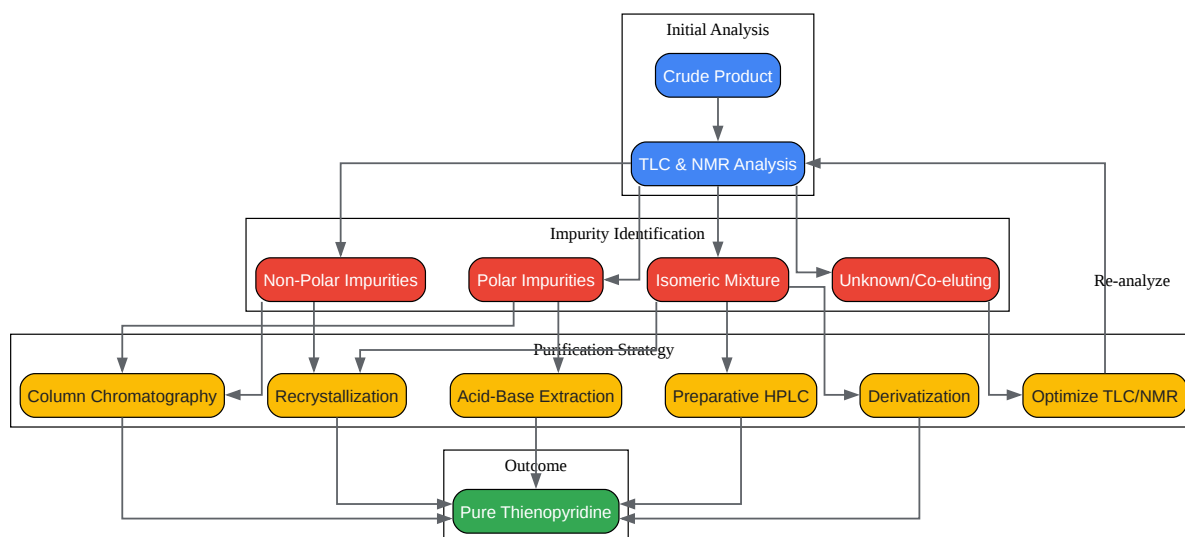 Initial Analysis
Crude Product
TLC & NMR Analysis
Impurity Identification
Non-Polar Impurities
Polar Impurities
Isomeric Mixture
Unknown/Co-eluting
Re-analyze
Purification Strategy
Column Chromatography
Recrystallization
Acid-Base Extraction
Preparative HPLC
Derivatization
Optimize TLC/NMR
Outcome
Pure Thienopyridine